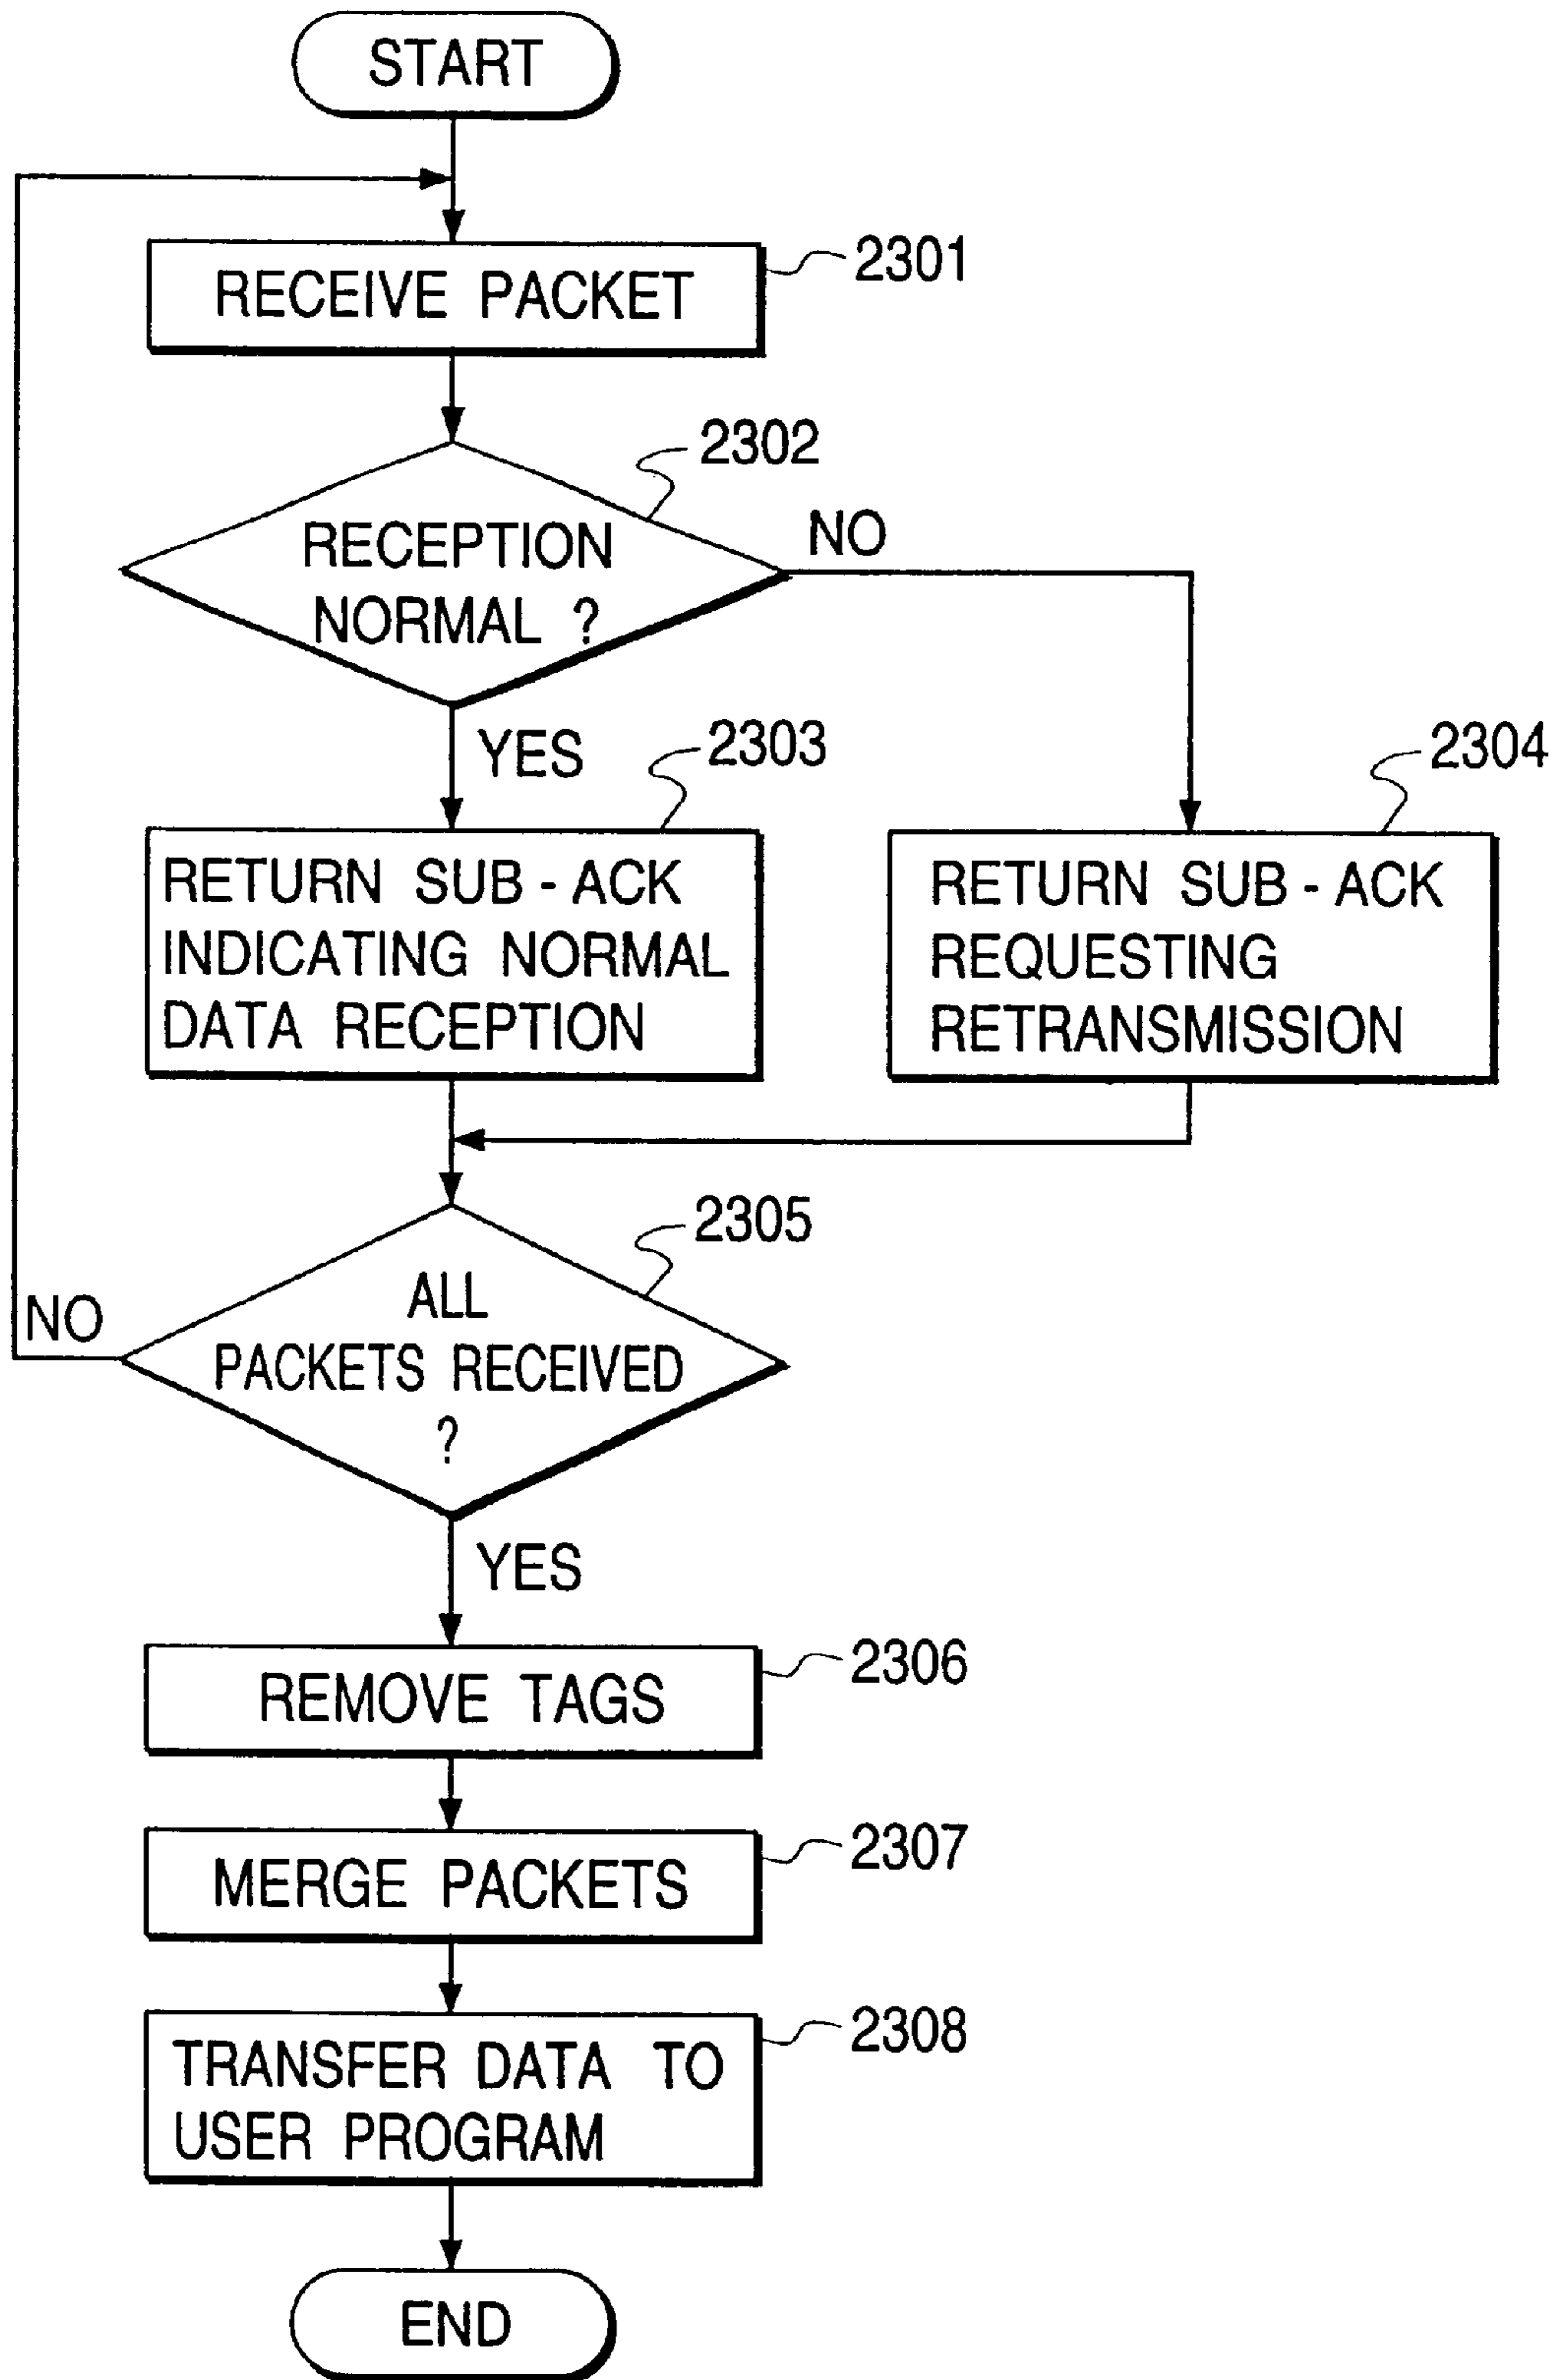 START
RECEIVE PACKET
2301
2302
RECEPTION
NORMAL ?
NO
YES
2303
RETURN SUB - ACK
INDICATING NORMAL
DATA RECEPTION
2304
RETURN SUB - ACK
REQUESTING
RETRANSMISSION
2305
ALL
PACKETS RECEIVED
?
NO
YES
REMOVE TAGS
2306
MERGE PACKETS
2307
TRANSFER DATA TO
USER PROGRAM
2308
END